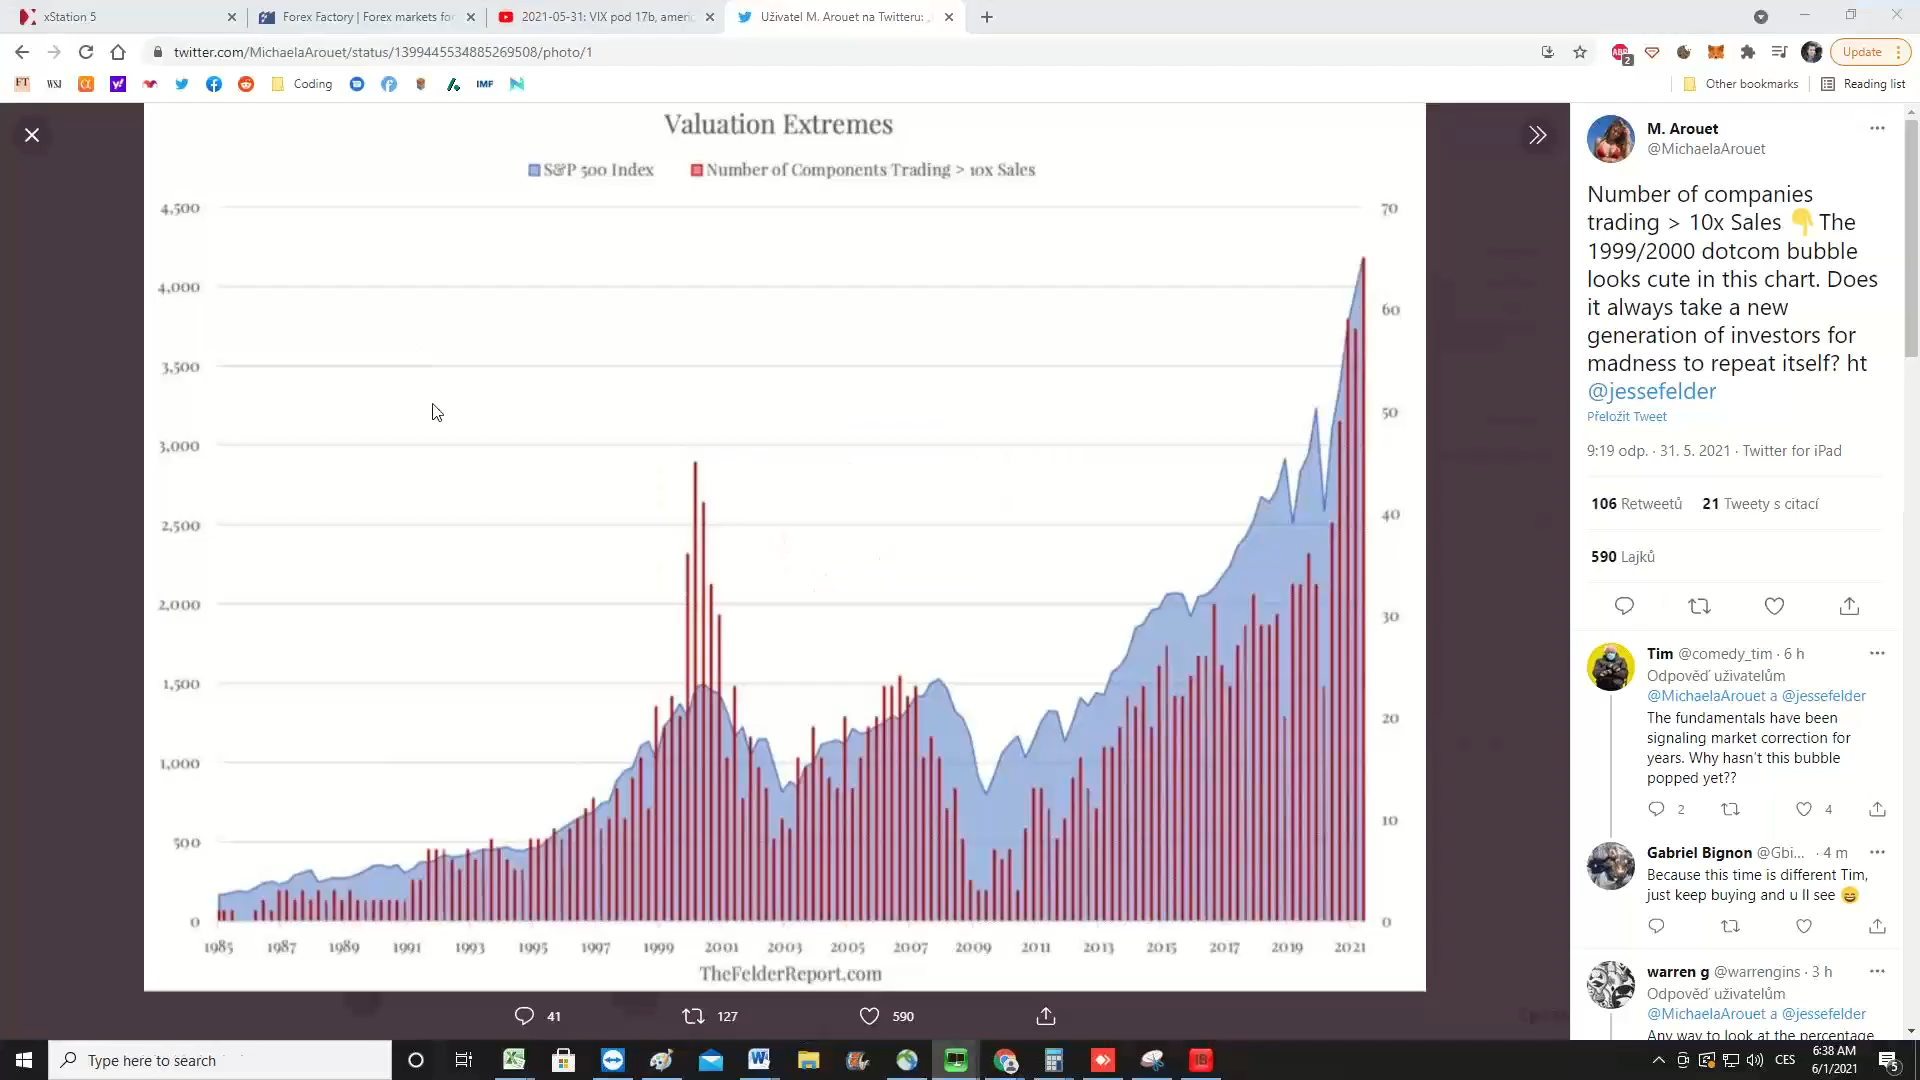 xStation 5
Forex Factory | Forex markets for
2021-05-31: VIX pod 17b, ameri
Uživatel M. Arouet na Twitteru:
twitter.com/MichaelaArouet/status/1399445534885269508/photo/1
Update
Coding
IMF
Other bookmarks
Reading list
Valuation Extremes
S&P 500 Index
Number of Components Trading > 10x Sales
4,500
4,000
3,500
3,000
2,500
2,000
1,500
1,000
500
0
70
60
50
40
30
20
10
0
1985 1987 1989 1991 1993 1995 1997 1999 2001 2003 2005 2007 2009 2011 2013 2015 2017 2019 2021
TheFelderReport.com
41
127
590
M. Arouet
@MichaelaArouet
Number of companies
trading > 10x Sales 👇The
1999/2000 dotcom bubble
looks cute in this chart. Does
it always take a new
generation of investors for
madness to repeat itself? ht
@jessefelder
Přeložit Tweet
9:19 odp. · 31. 5. 2021 · Twitter for iPad
106 Retweetů 21 Tweety s citací
590 Lajků
Tim @comedy_tim · 6 h
Odpověď uživatelům
@MichaelaArouet a @jessefelder
The fundamentals have been
signaling market correction for
years. Why hasn't this bubble
popped yet??
2
4
Gabriel Bignon @Gbi... · 4 m
Because this time is different Tim,
just keep buying and u ll see 😄
warren g @warrengins · 3 h
Odpověď uživatelům
@MichaelaArouet a @jessefelder
Any way to look at the percentage
Type here to search
CES
6:38 AM
6/1/2021
5